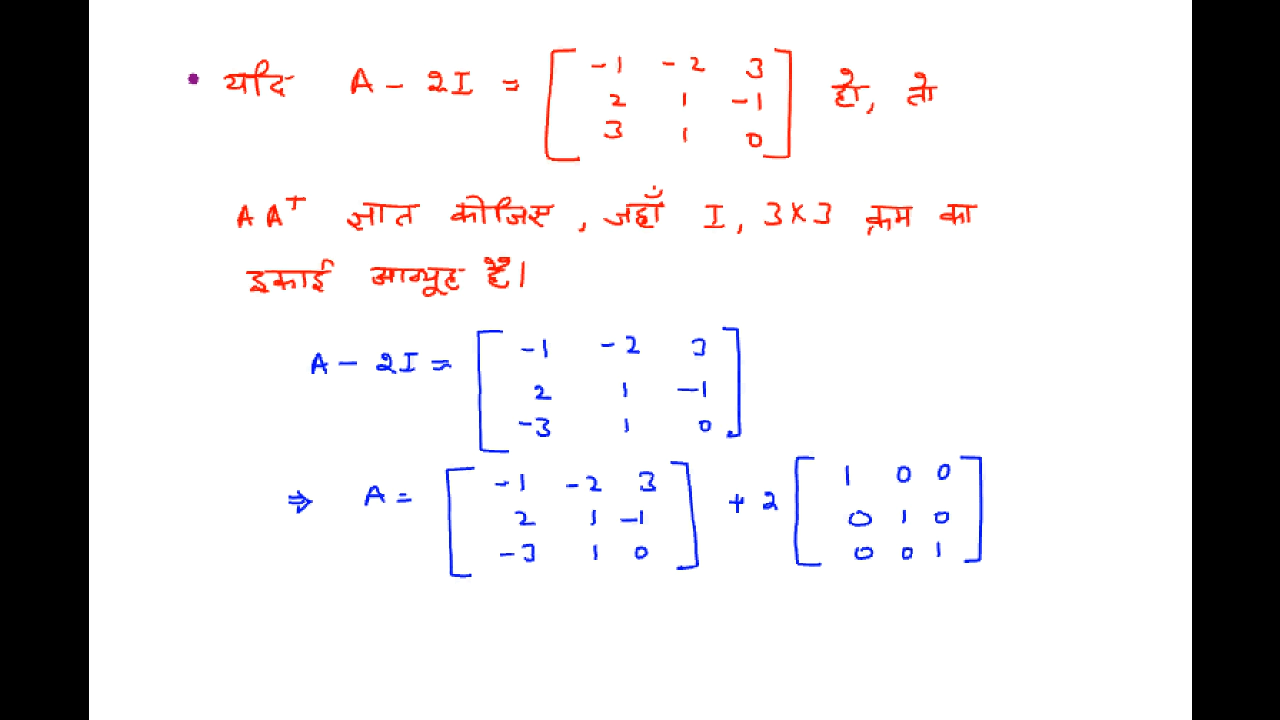 • यदि A - 2I = [ -1 -2 3
2 1 -1
3 1 0 ] हो, तो
AA^T ज्ञात कीजिए, जहाँ I, 3×3 क्रम का
इकाई आव्यूह है।
A - 2I = [ -1 -2 3
2 1 -1
-3 1 0 ]
⇒ A = [ -1 -2 3
2 1 -1
-3 1 0 ] + 2 [ 1 0 0
0 1 0
0 0 1 ]